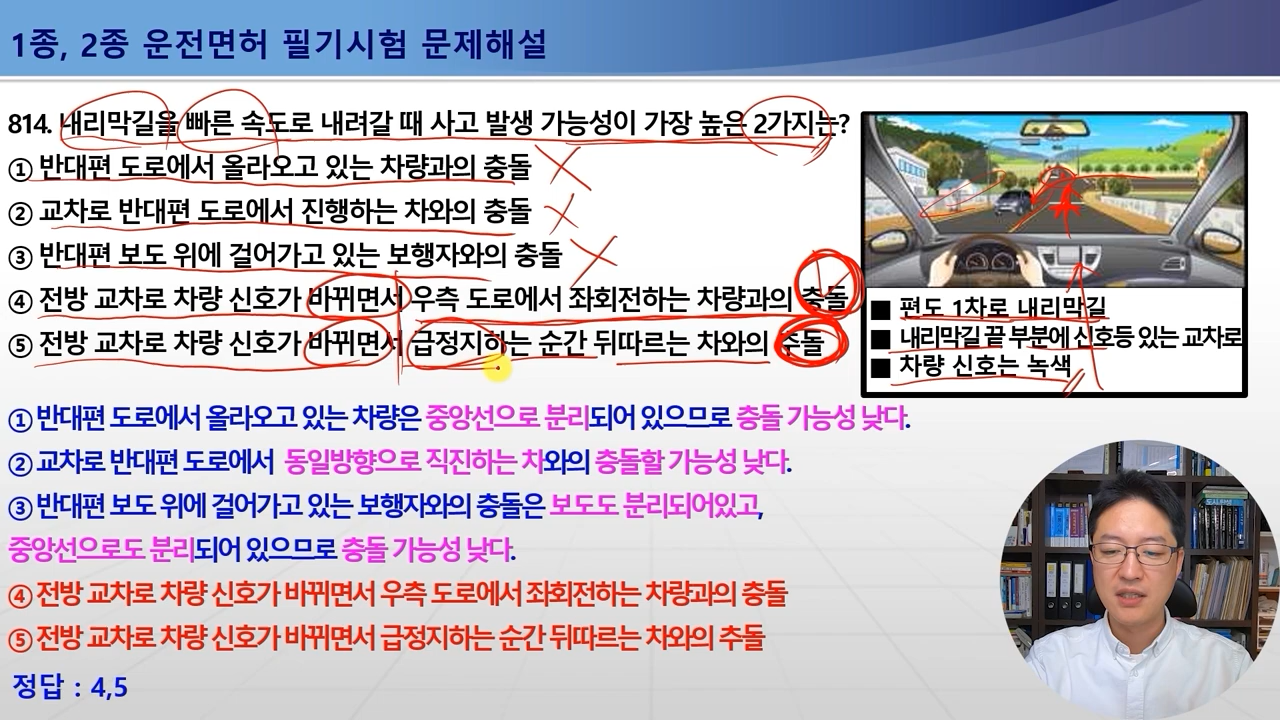 1종, 2종 운전면허 필기시험 문제해설
814. 내리막길을 빠른 속도로 내려갈 때 사고 발생 가능성이 가장 높은 2가지는?
① 반대편 도로에서 올라오고 있는 차량과의 충돌
② 교차로 반대편 도로에서 진행하는 차와의 충돌
③ 반대편 보도 위에 걸어가고 있는 보행자와의 충돌
④ 전방 교차로 차량 신호가 바뀌면서 우측 도로에서 좌회전하는 차량과의 충돌
⑤ 전방 교차로 차량 신호가 바뀌면서 급정지하는 순간 뒤따르는 차와의 추돌
■ 편도 1차로 내리막길
■ 내리막길 끝 부분에 신호등 있는 교차로
■ 차량 신호는 녹색
① 반대편 도로에서 올라오고 있는 차량은 중앙선으로 분리되어 있으므로 충돌 가능성 낮다.
② 교차로 반대편 도로에서 동일방향으로 직진하는 차와의 충돌할 가능성 낮다.
③ 반대편 보도 위에 걸어가고 있는 보행자와의 충돌은 보도도 분리되어있고,
중앙선으로도 분리되어 있으므로 충돌 가능성 낮다.
④ 전방 교차로 차량 신호가 바뀌면서 우측 도로에서 좌회전하는 차량과의 충돌
⑤ 전방 교차로 차량 신호가 바뀌면서 급정지하는 순간 뒤따르는 차와의 추돌
정답 : 4,5